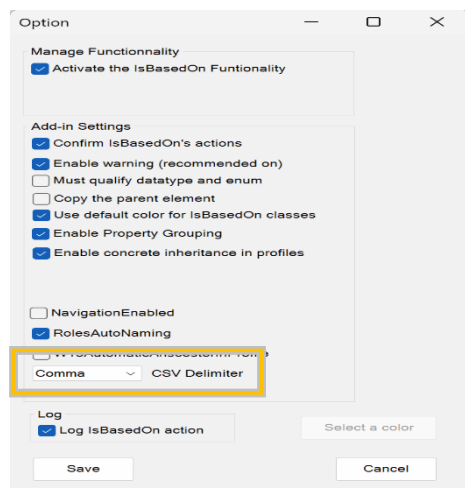 Option
Manage Functionnality
Activate the IsBasedOn Funtionality
Add-in Settings
Confirm IsBasedOn's actions
Enable warning (recommended on)
Must qualify datatype and enum
Copy the parent element
Use default color for IsBasedOn classes
Enable Property Grouping
Enable concrete inheritance in profiles
NavigationEnabled
RolesAutoNaming
Comma CSV Delimiter
Log
Log IsBasedOn action
Select a color
Save Cancel